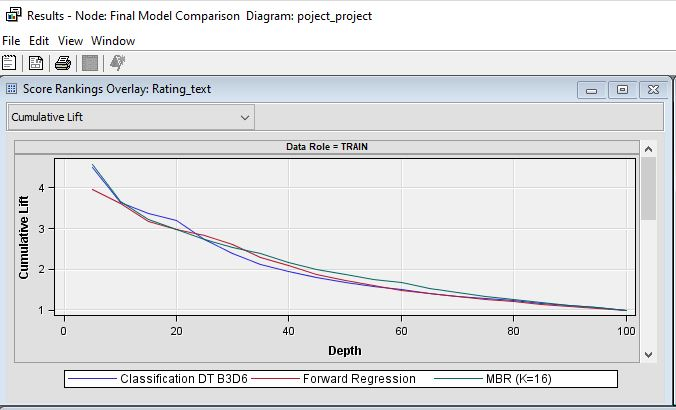 Results - Node: Final Model Comparison Diagram: poject_project
File Edit View Window
Score Rankings Overlay: Rating_text
Cumulative Lift
Data Role = TRAIN
Cumulative Lift
4
3
2
1
0 20 40 60 80 100
Depth
Classification DT B3D6 Forward Regression MBR (K=16)